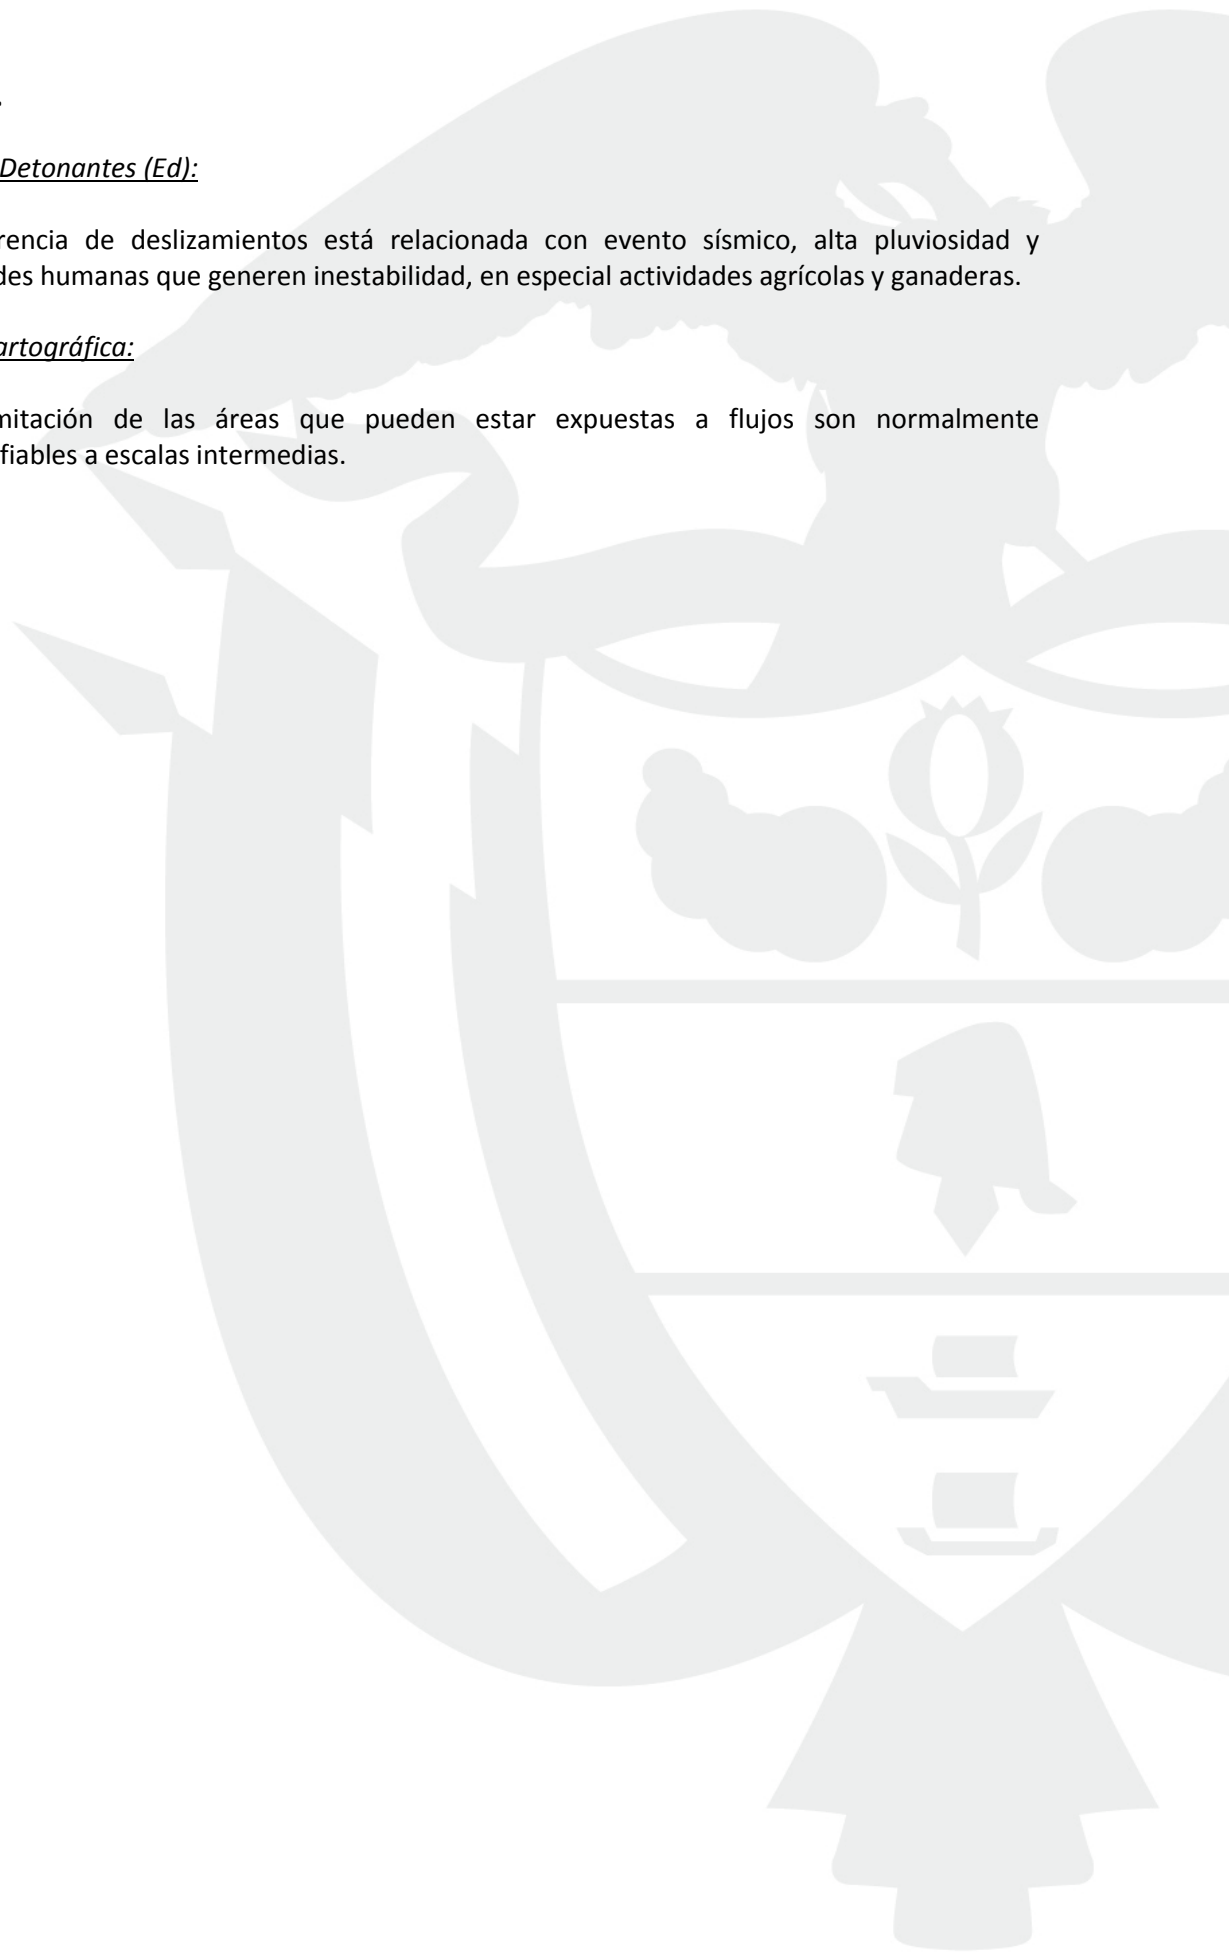 .
Detonantes (Ed):
rencia de deslizamientos está relacionada con evento sísmico, alta pluviosidad y
des humanas que generen inestabilidad, en especial actividades agrícolas y ganaderas.
artográfica:
mitación de las áreas que pueden estar expuestas a flujos son normalmente
fiables a escalas intermedias.